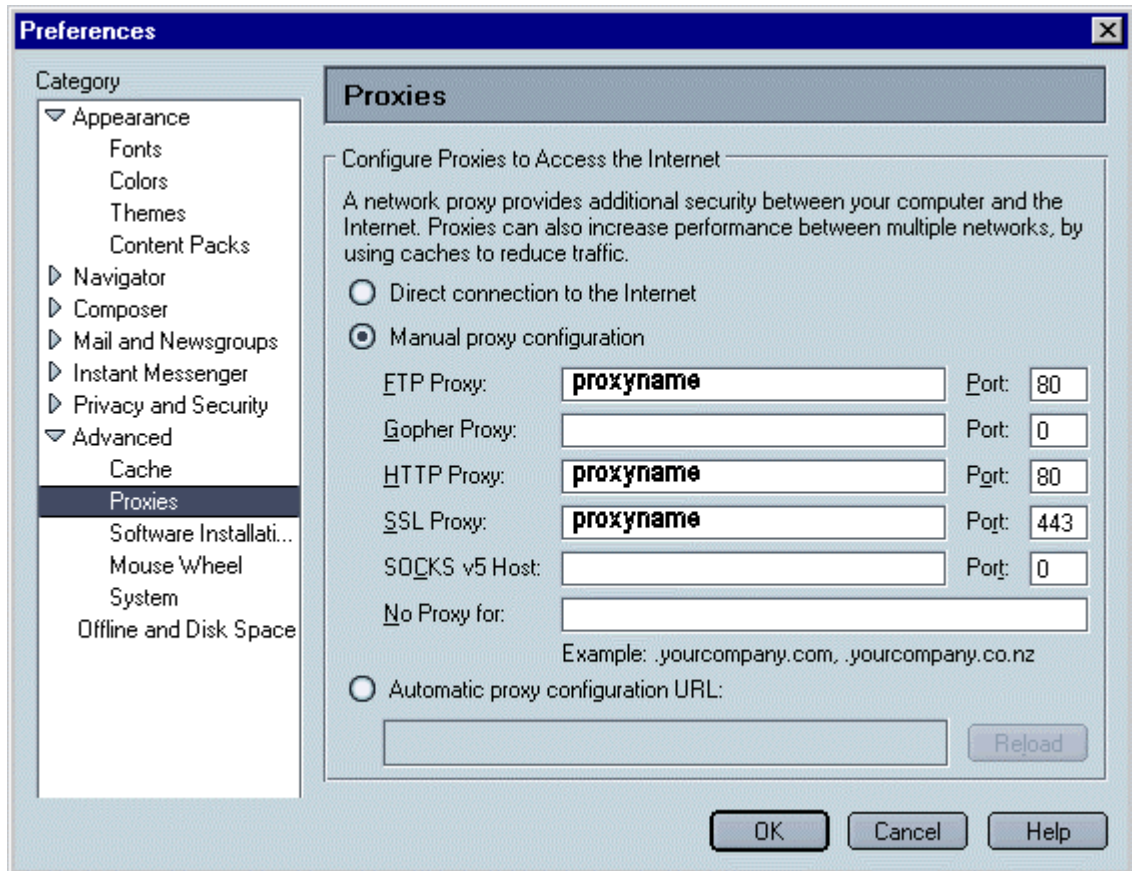 Preferences
Category
Appearance
Fonts
Colors
Themes
Content Packs
Navigator
Composer
Mail and Newsgroups
Instant Messenger
Privacy and Security
Advanced
Cache
Proxies
Software Installati...
Mouse Wheel
System
Offline and Disk Space
Proxies
Configure Proxies to Access the Internet
A network proxy provides additional security between your computer and the
Internet. Proxies can also increase performance between multiple networks, by
using caches to reduce traffic.
Direct connection to the Internet
Manual proxy configuration
FTP Proxy: proxyname Port: 80
Gopher Proxy: Port: 0
HTTP Proxy: proxyname Port: 80
SSL Proxy: proxyname Port: 443
SOCKS v5 Host: Port: 0
No Proxy for:
Example: .yourcompany.com, .yourcompany.co.nz
Automatic proxy configuration URL:
Reload
OK Cancel Help